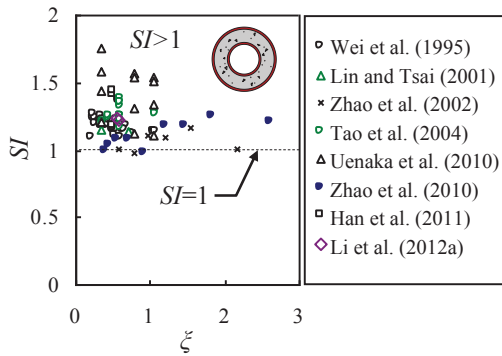 2
SI>1
1.5
SI
1
SI=1
0.5
0
0 1 2 3
ξ
Wei et al. (1995)
Lin and Tsai (2001)
Zhao et al. (2002)
Tao et al. (2004)
Uenaka et al. (2010)
Zhao et al. (2010)
Han et al. (2011)
Li et al. (2012a)